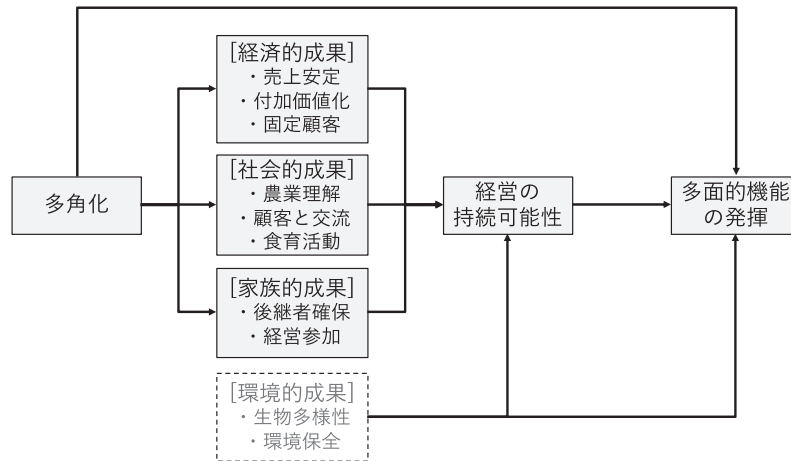 多角化
[経済的成果]
・売上安定
・付加価値化
・固定顧客
[社会的成果]
・農業理解
・顧客と交流
・食育活動
[家族的成果]
・後継者確保
・経営参加
[環境的成果]
・生物多様性
・環境保全
経営の
持続可能性
多面的機能
の発揮